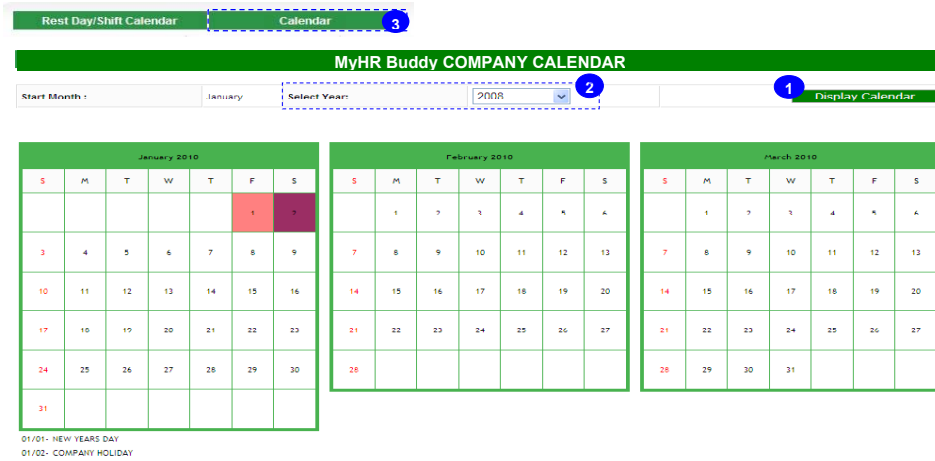 Rest Day/Shift Calendar Calendar 3
MyHR Buddy COMPANY CALENDAR
Start Month : January Select Year: 2008 2 1 Display Calendar
January 2010 February 2010 March 2010
S M T W T F S S M T W T F S S M T W T F S
1 2 1 2 3 4 5 6 1 2 3 4 5 6
3 4 5 6 7 8 9 7 8 9 10 11 12 13 7 8 9 10 11 12 13
10 11 12 13 14 15 16 14 15 16 17 18 19 20 14 15 16 17 18 19 20
17 18 19 20 21 22 23 21 22 23 24 25 26 27 21 22 23 24 25 26 27
24 25 26 27 28 29 30 28 28 29 30 31
31
01/01- NEW YEARS DAY
01/02- COMPANY HOLIDAY